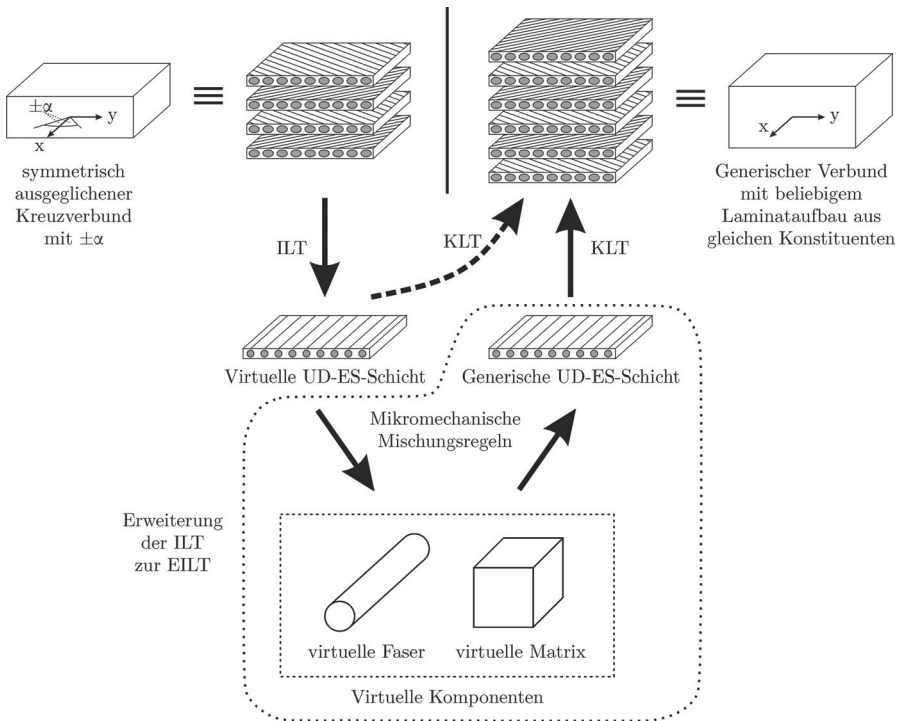 ±α
y
x
symmetrisch
ausgeglichener
Kreuzverbund
mit ±α
≡
≡
x
y
Generischer Verbund
mit beliebigem
Laminataufbau aus
gleichen Konstituenten
ILT
KLT
KLT
Virtuelle UD-ES-Schicht
Generische UD-ES-Schicht
Mikromechanische
Mischungsregeln
Erweiterung
der ILT
zur EILT
virtuelle Faser
virtuelle Matrix
Virtuelle Komponenten